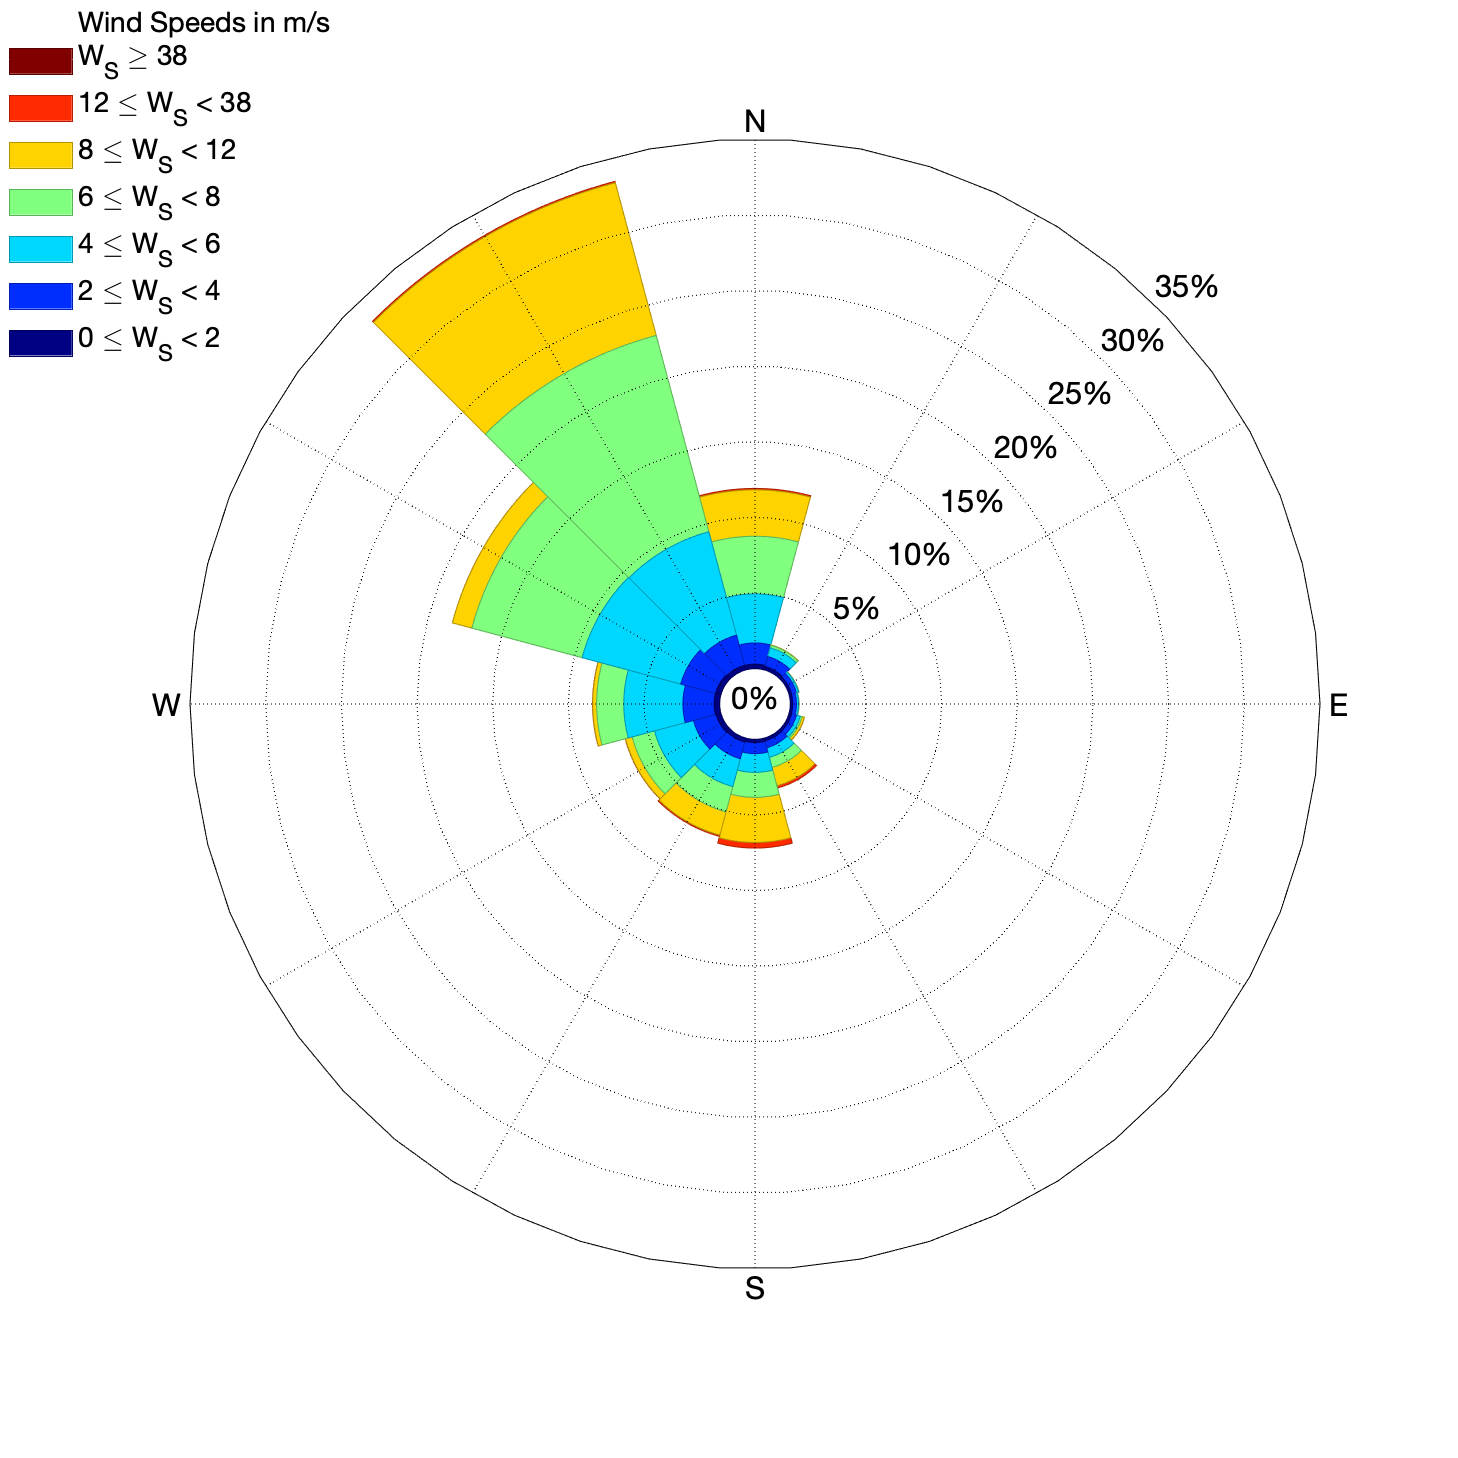 Wind Speeds in m/s
W_S ≥ 38
12 ≤ W_S < 38
8 ≤ W_S < 12
6 ≤ W_S < 8
4 ≤ W_S < 6
2 ≤ W_S < 4
0 ≤ W_S < 2
N
35%
30%
25%
20%
15%
10%
5%
0%
W
E
S